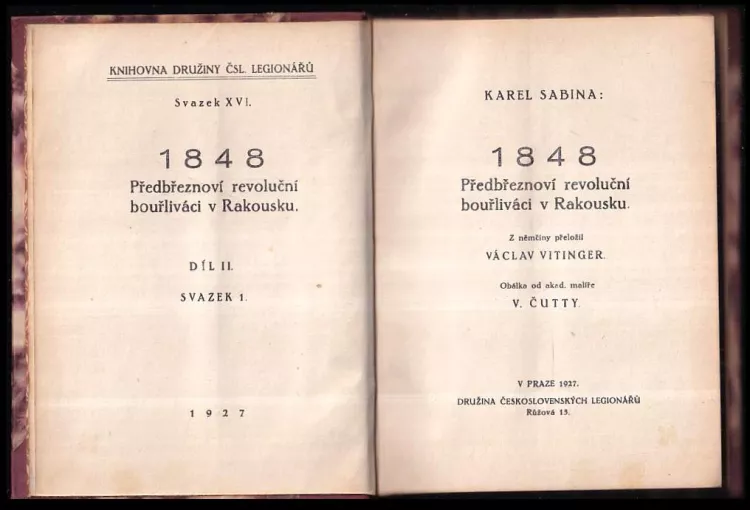 KNIHOVNA DRUŽINY ČSL. LEGIONÁŘŮ
Svazek XVI.
1848
Předbřeznoví revoluční
bouřliváci v Rakousku.
DÍL II.
SVAZEK 1.
1927
KAREL SABINA:
1848
Předbřeznoví revoluční
bouřliváci v Rakousku.
Z němčiny přeložil
VÁCLAV VITINGER.
Obálka od akad. malíře
V. ČUTTY.
V PRAZE 1927.
DRUŽINA ČESKOSLOVENSKÝCH LEGIONÁŘŮ
Růžová 13.